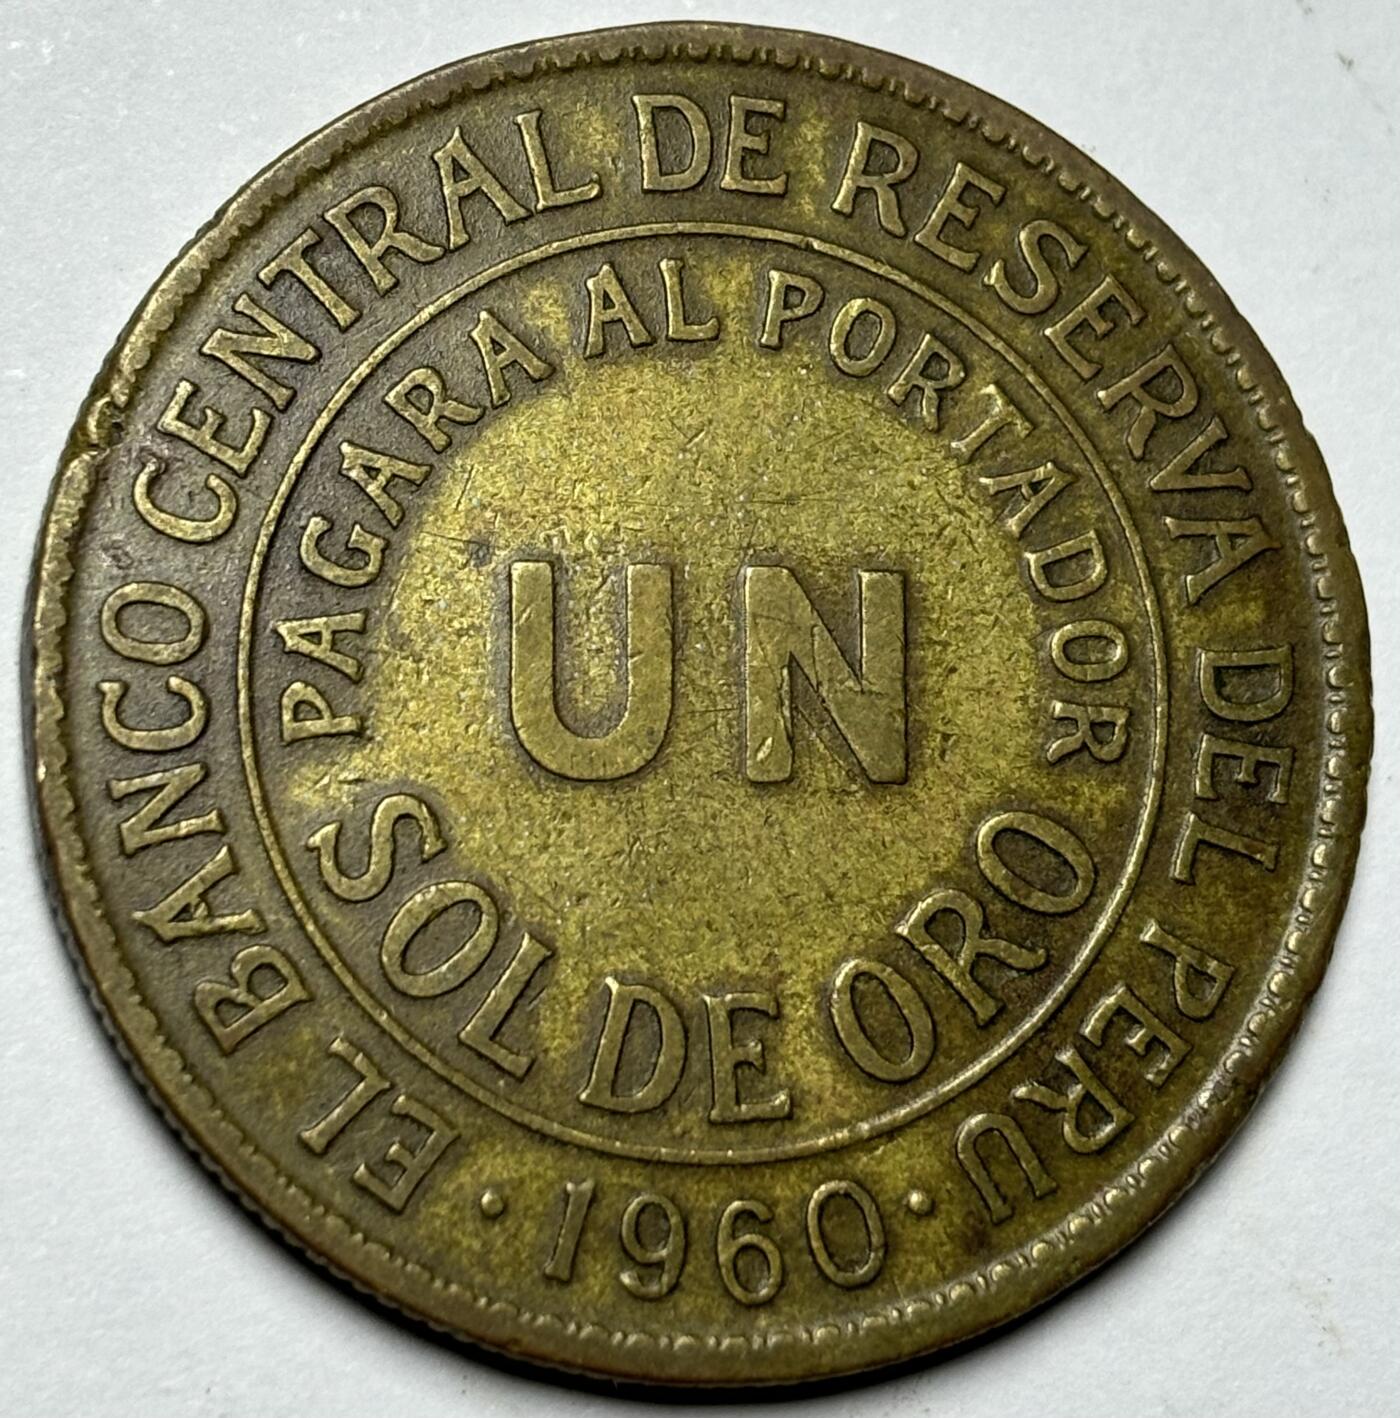 EL BANCO CENTRAL DE RESERVA DEL PERU
PAGARA AL PORTADOR
UN
SOL DE ORO
· 1960 ·